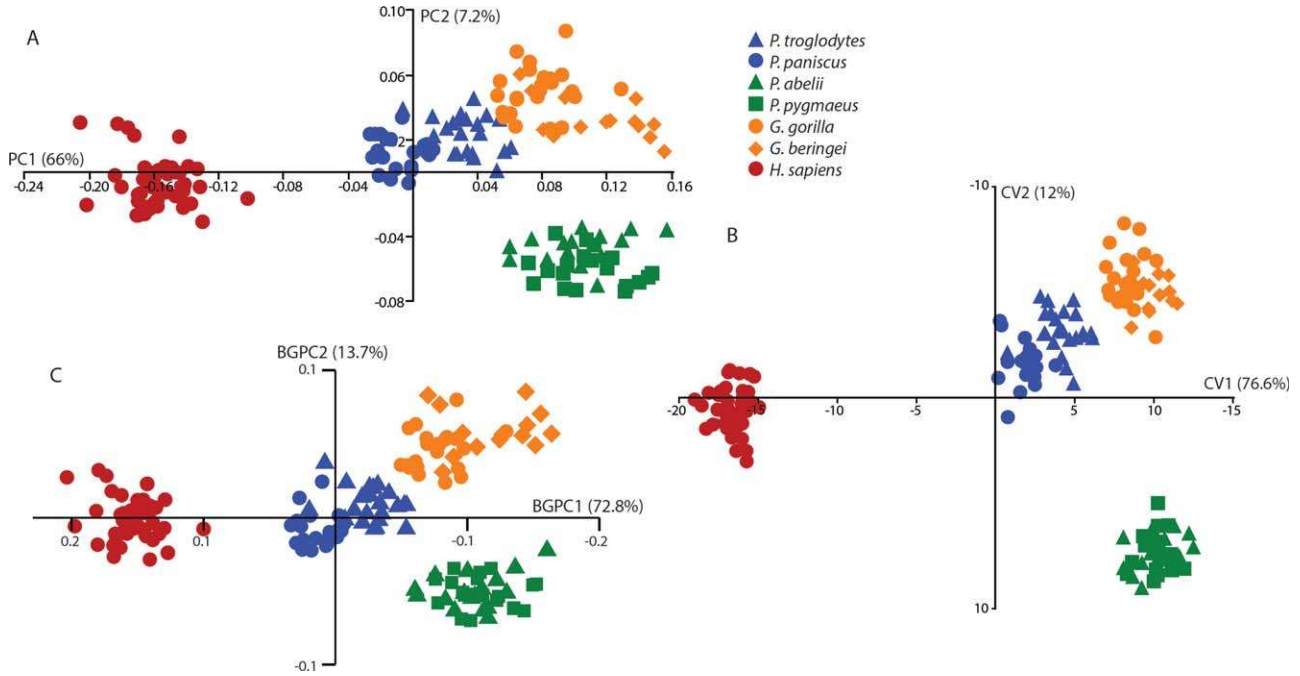 A
PC2 (7.2%)
0.10
0.06
2
PC1 (66%)
-0.24
-0.20
-0.16
-0.12
-0.08
-0.04
0.04
0.08
0.12
0.16
-0.04
-0.08
P. troglodytes
P. paniscus
P. abelii
P. pygmaeus
G. gorilla
G. beringei
H. sapiens
B
-10
CV2 (12%)
CV1 (76.6%)
-20
-15
-10
-5
5
10
-15
10
C
BGPC2 (13.7%)
0.1
BGPC1 (72.8%)
0.2
0.1
-0.1
-0.2
-0.1